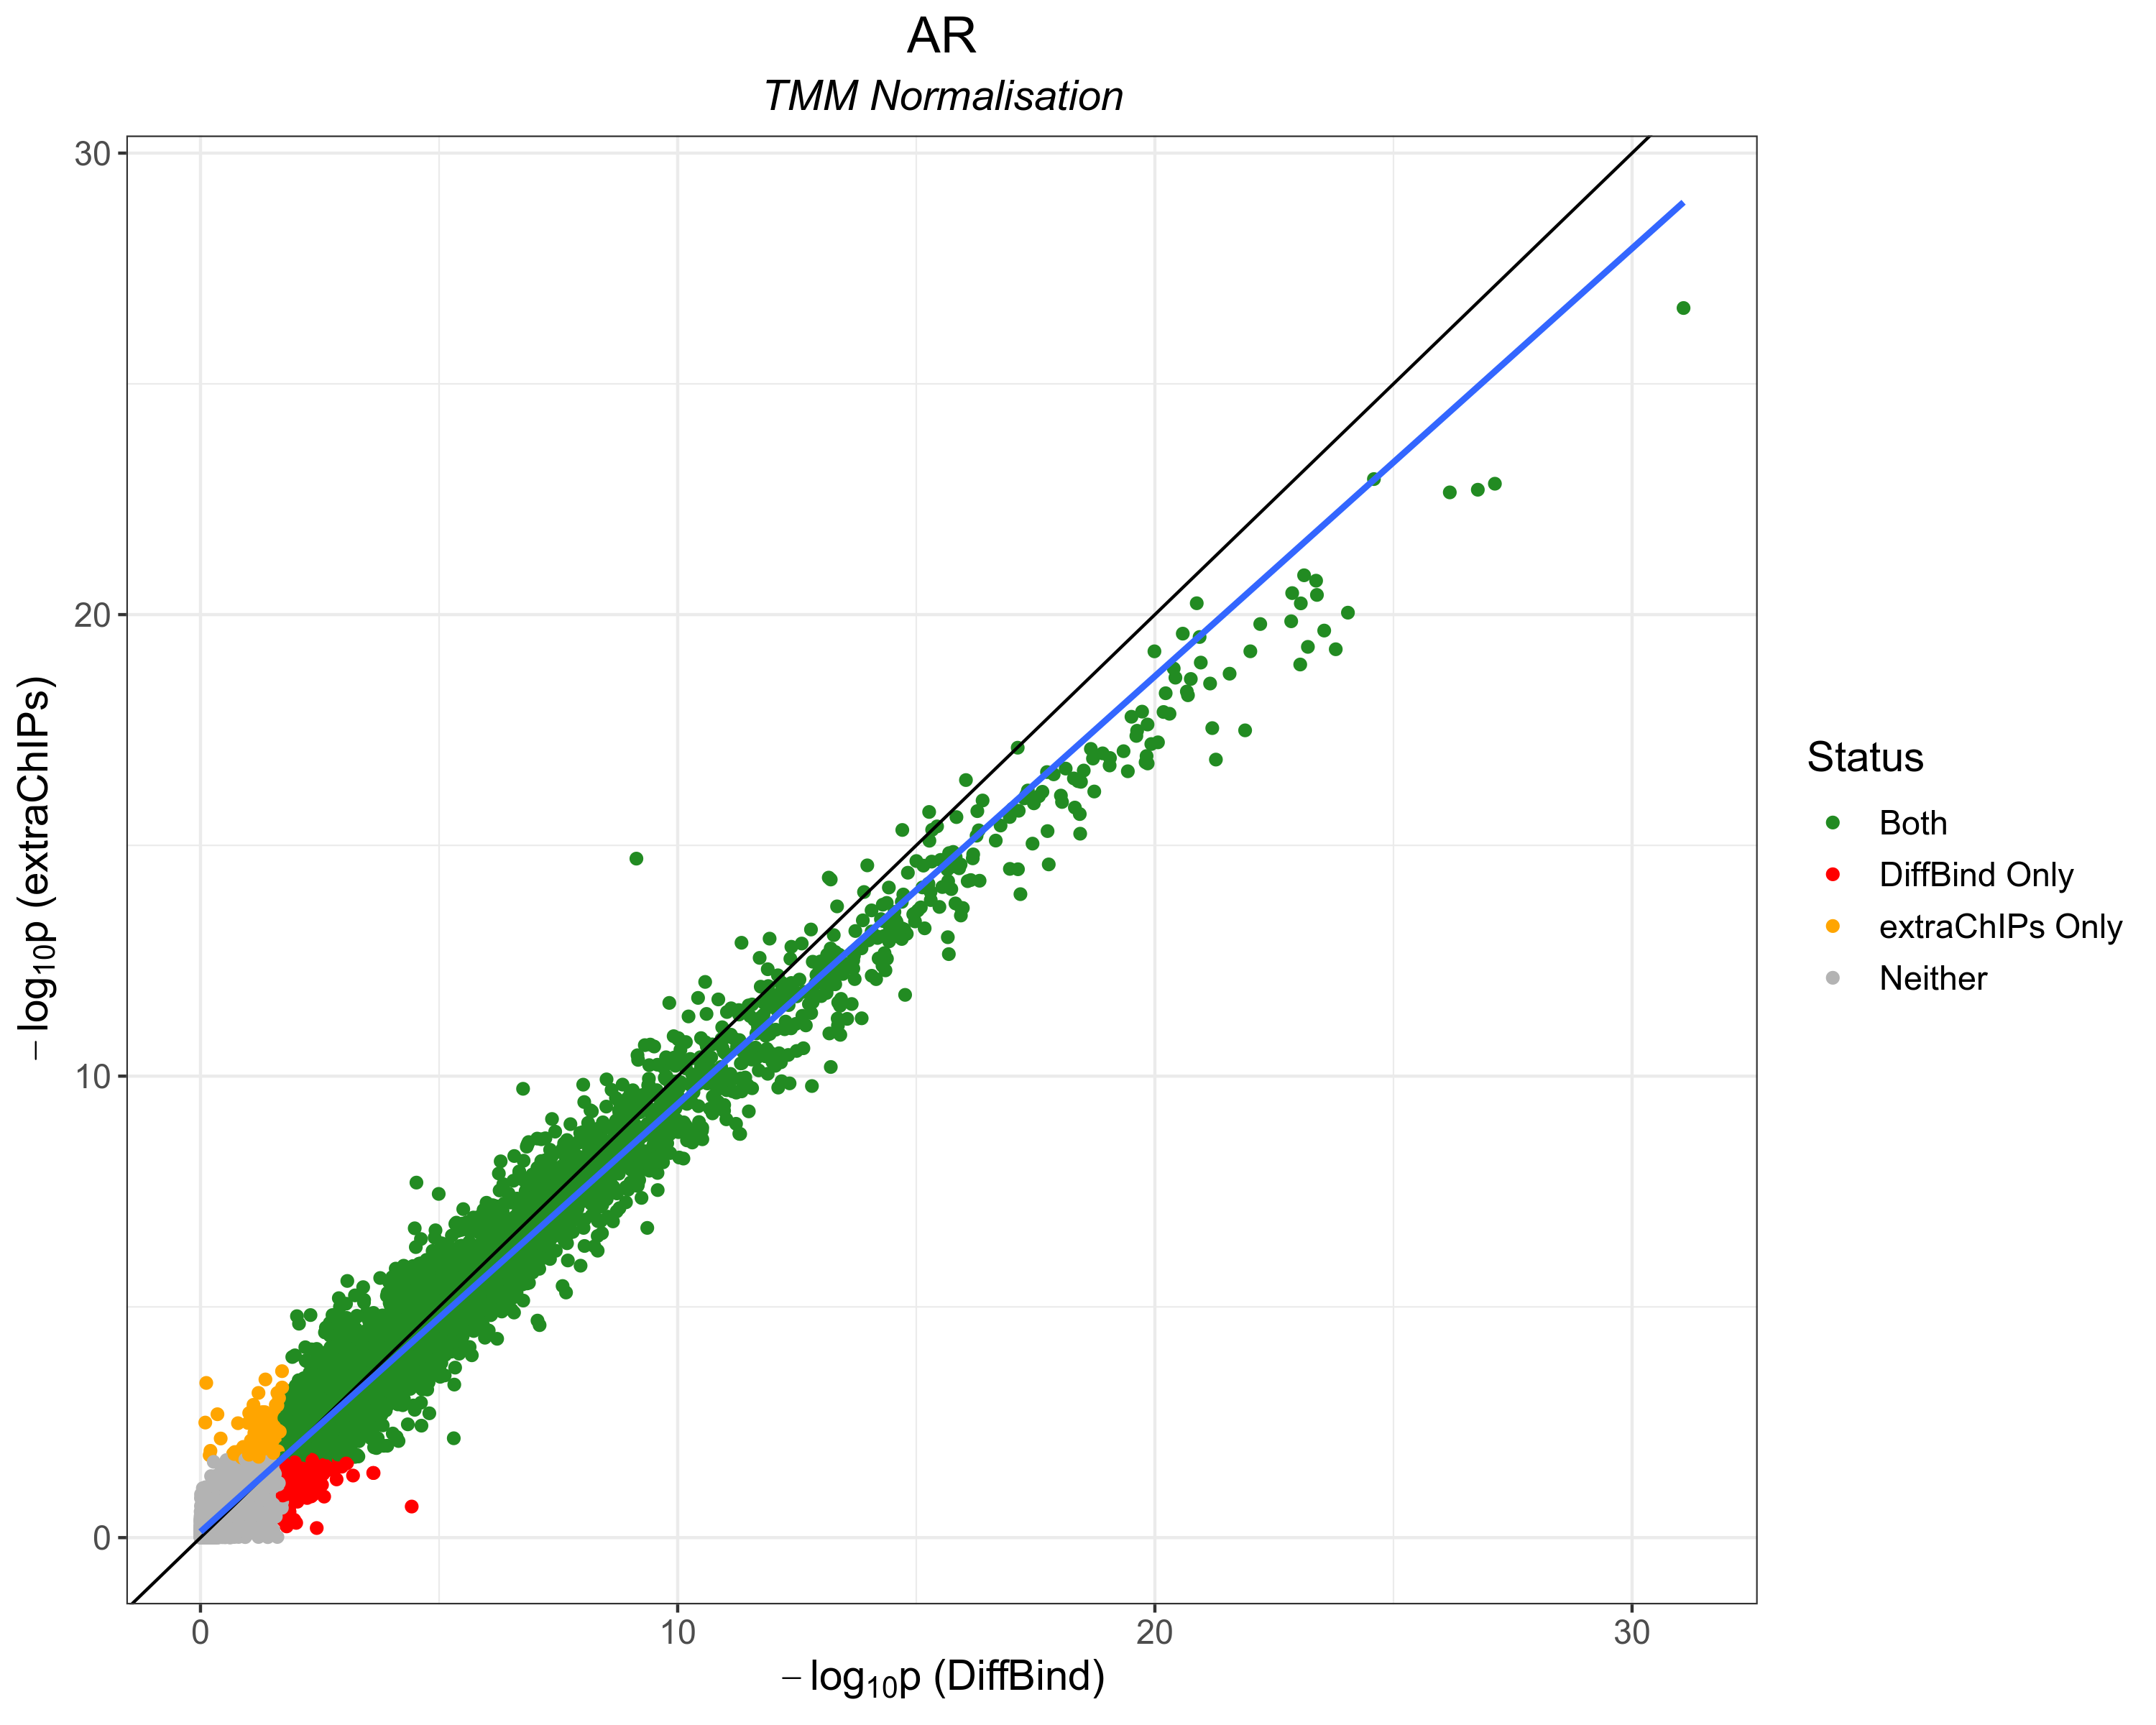 AR
TMM Normalisation
30
20
10
0
−log10p (extraChIPs)
0 10 20 30
−log10p (DiffBind)
Status
Both
DiffBind Only
extraChIPs Only
Neither